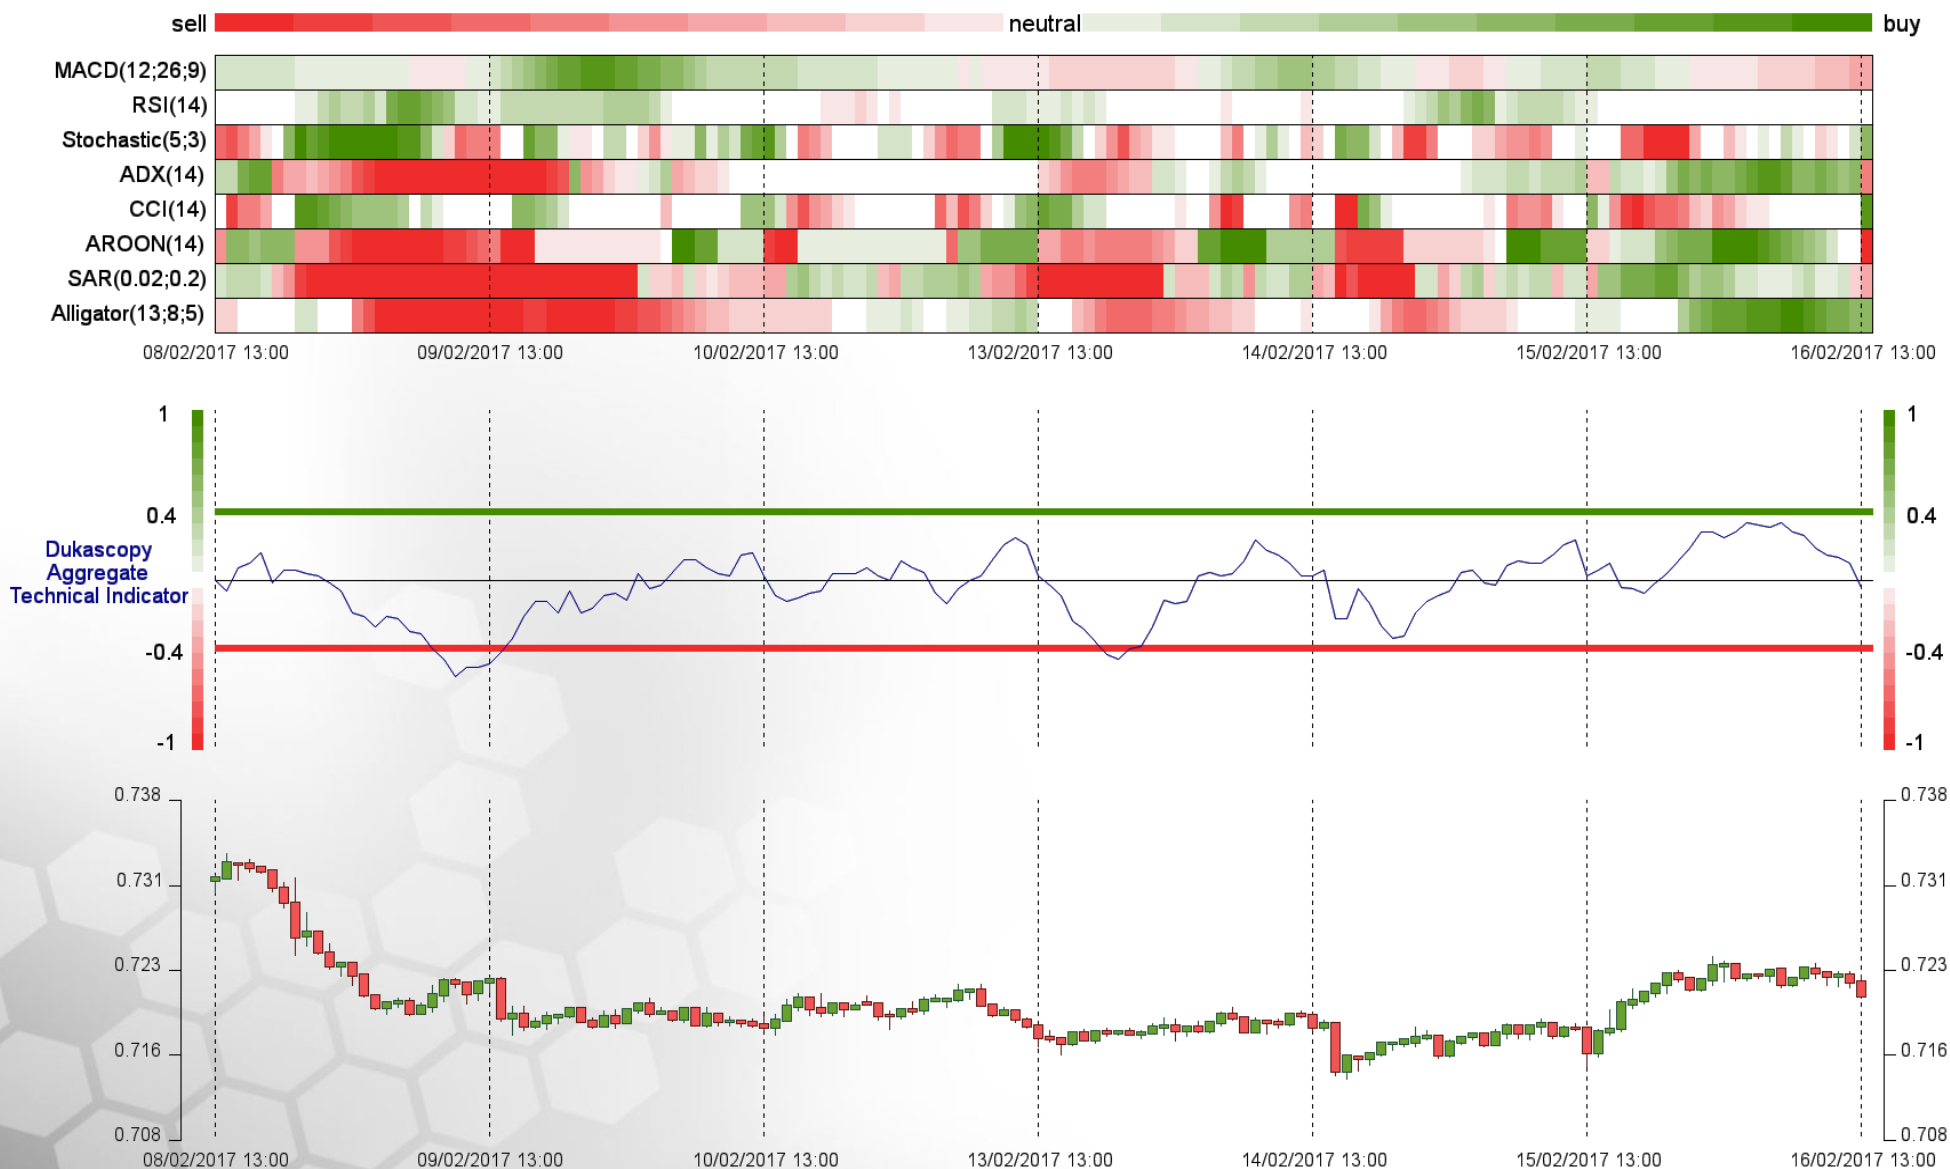 sell neutral buy
MACD(12;26;9)
RSI(14)
Stochastic(5;3)
ADX(14)
CCI(14)
AROON(14)
SAR(0.02;0.2)
Alligator(13;8;5)
08/02/2017 13:00 09/02/2017 13:00 10/02/2017 13:00 13/02/2017 13:00 14/02/2017 13:00 15/02/2017 13:00 16/02/2017 13:00
1 1
0.4 0.4
Dukascopy
Aggregate
Technical Indicator
-0.4 -0.4
-1 -1
0.738 0.738
0.731 0.731
0.723 0.723
0.716 0.716
0.708 0.708
08/02/2017 13:00 09/02/2017 13:00 10/02/2017 13:00 13/02/2017 13:00 14/02/2017 13:00 15/02/2017 13:00 16/02/2017 13:00